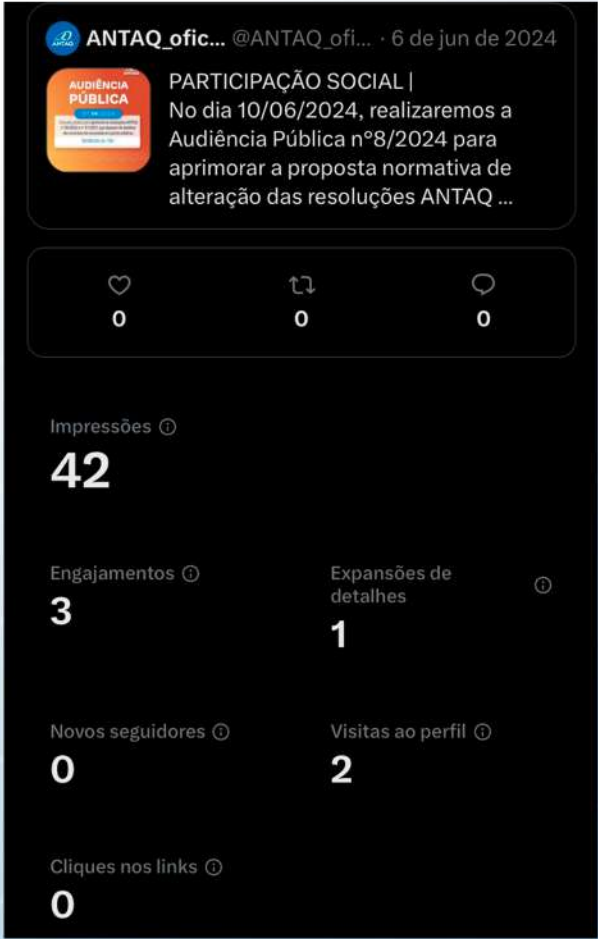 ANTAQ_ofic... @ANTAQ_ofi... · 6 de jun de 2024
ANTAQ
AUDIÊNCIA
PÚBLICA
PARTICIPAÇÃO SOCIAL |
No dia 10/06/2024, realizaremos a
Audiência Pública n°8/2024 para
aprimorar a proposta normativa de
alteração das resoluções ANTAQ ...
0 0 0
Impressões
42
Engajamentos
3
Expansões de
detalhes
1
Novos seguidores
0
Visitas ao perfil
2
Cliques nos links
0